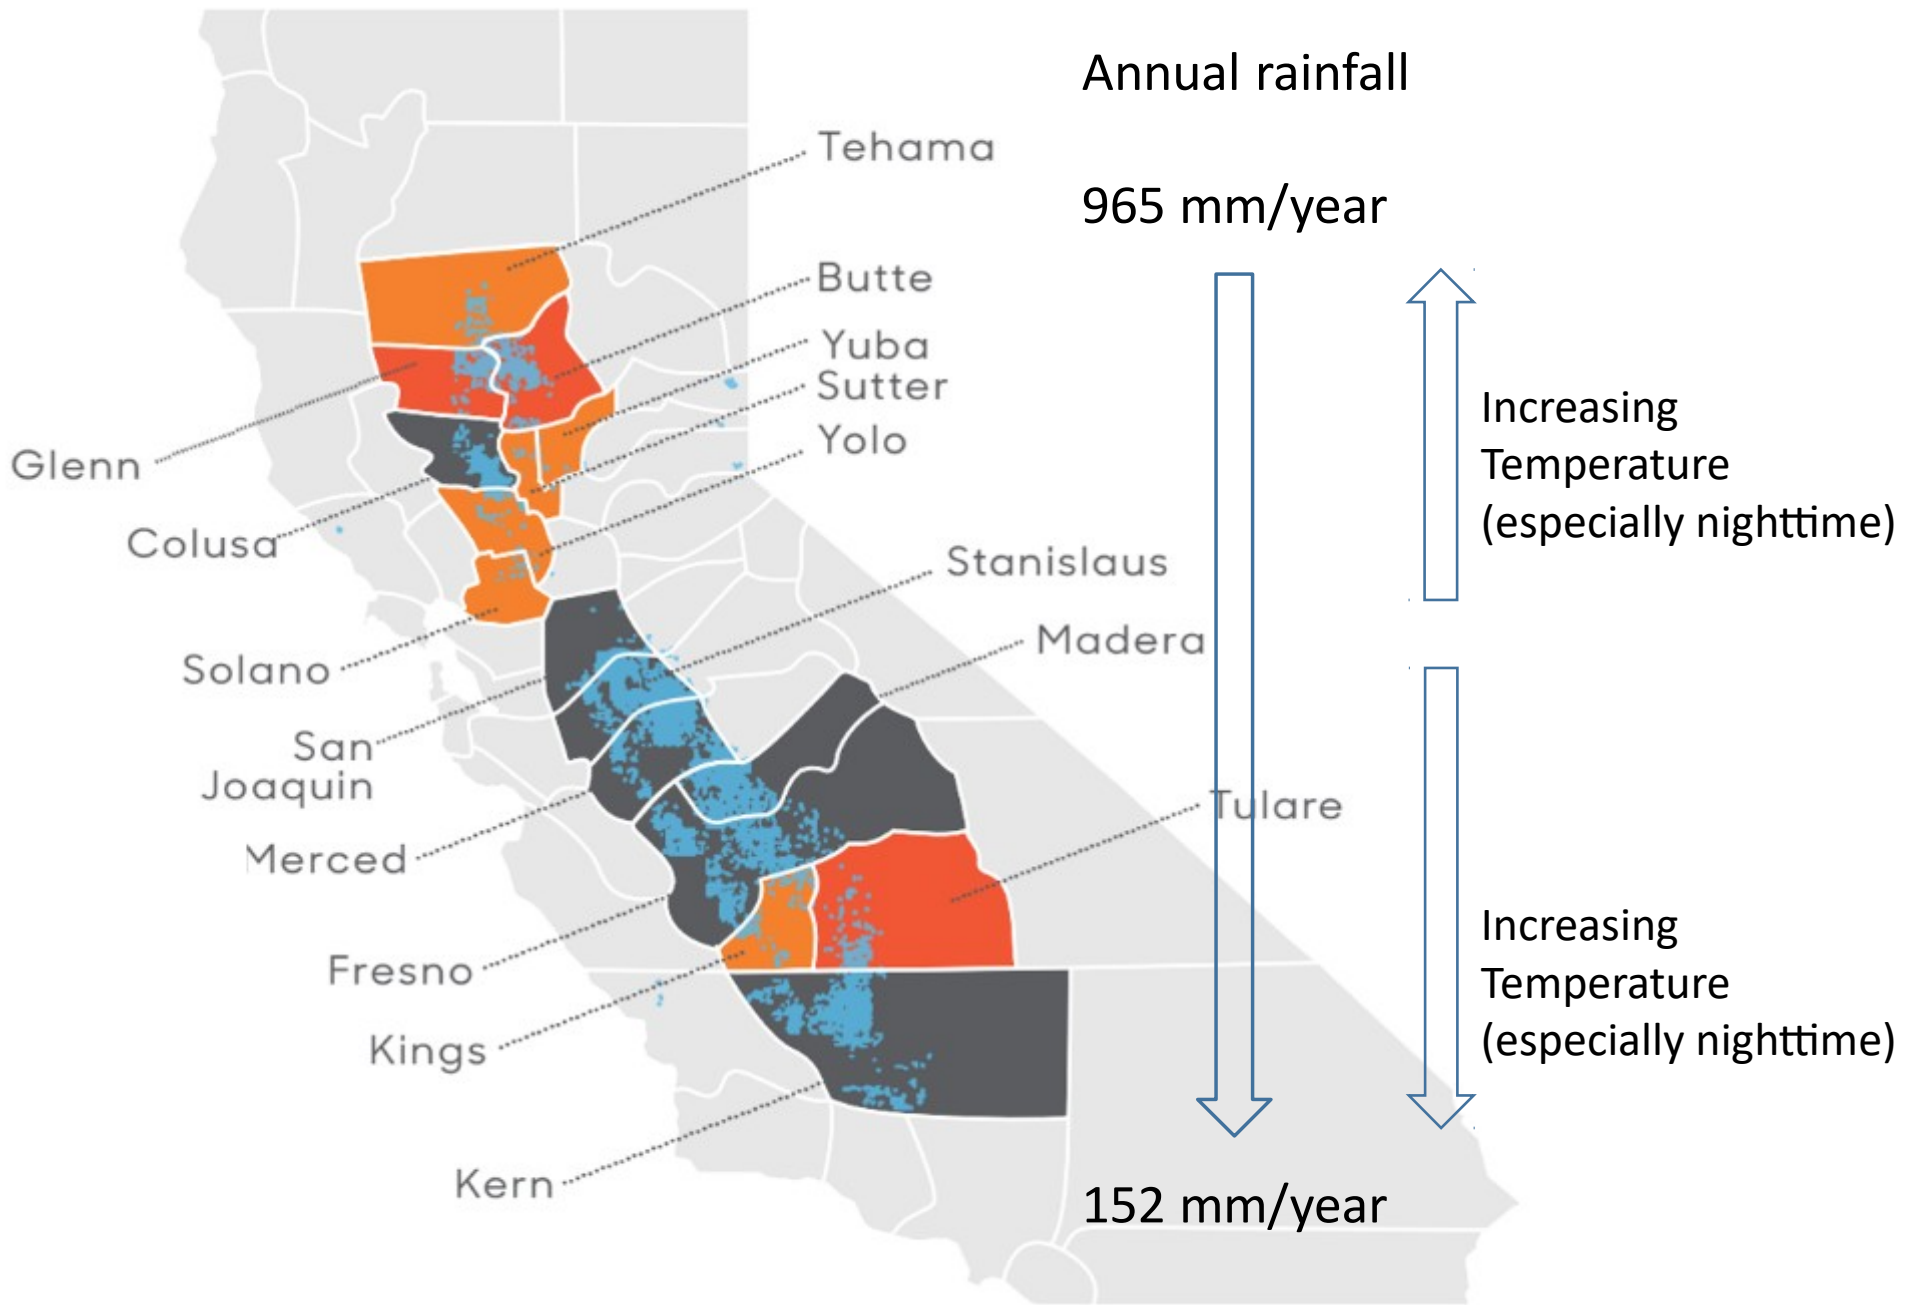 Annual rainfall
Tehama
965 mm/year
Butte
Yuba
Sutter
Increasing
Temperature
(especially nighttime)
Yolo
Glenn
Colusa
Stanislaus
Madera
Solano
San
Joaquin
Tulare
Merced
Increasing
Temperature
(especially nighttime)
Fresno
Kings
Kern
152 mm/year